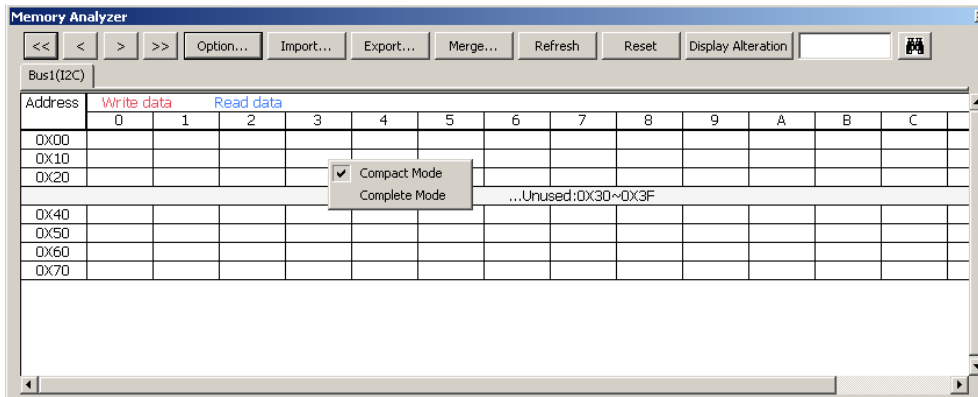 Memory Analyzer
<< < > >> Option... Import... Export... Merge... Refresh Reset Display Alteration
Bus1(I2C)
Address Write data Read data
0 1 2 3 4 5 6 7 8 9 A B C
0X00
0X10
0X20
Compact Mode
Complete Mode
...Unused:0X30~0X3F
0X40
0X50
0X60
0X70